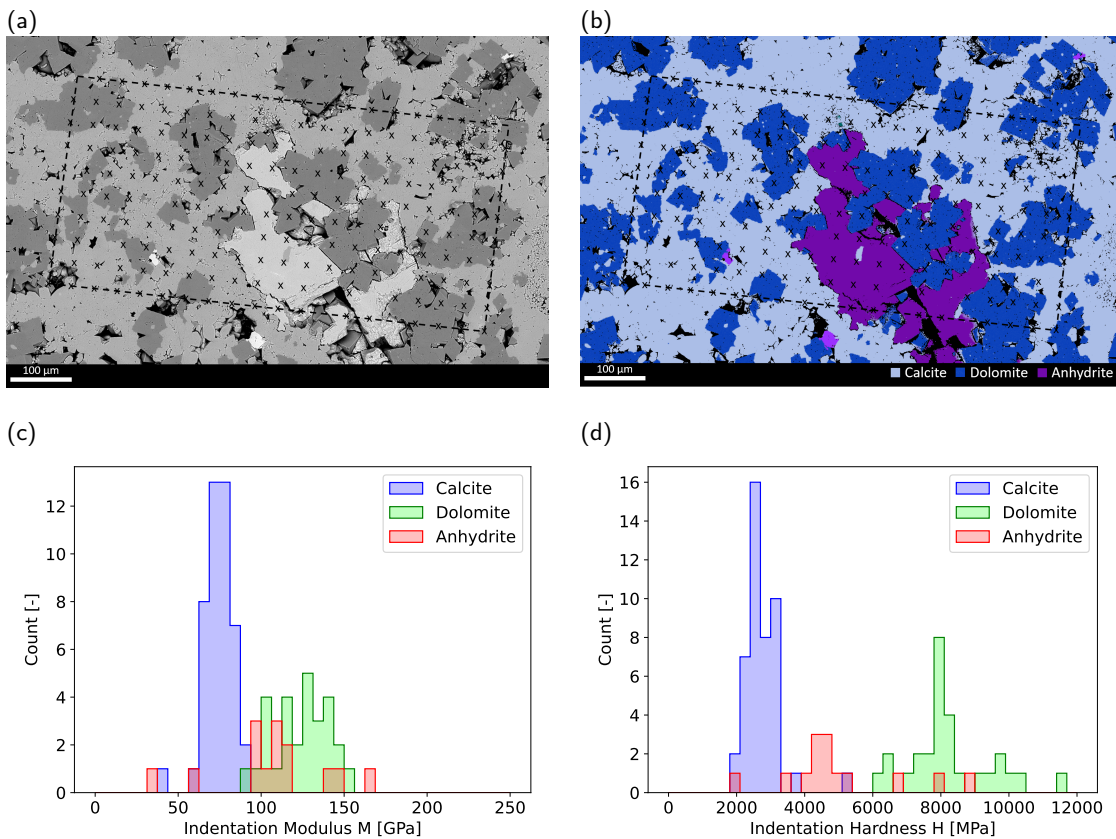 (a)
(b)
100 μm
100 μm
Calcite Dolomite Anhydrite
(c)
(d)
12
10
8
6
4
2
0
Count [-]
Calcite
Dolomite
Anhydrite
0 50 100 150 200 250
Indentation Modulus M [GPa]
16
14
12
10
8
6
4
2
0
Count [-]
Calcite
Dolomite
Anhydrite
0 2000 4000 6000 8000 10000 12000
Indentation Hardness H [MPa]